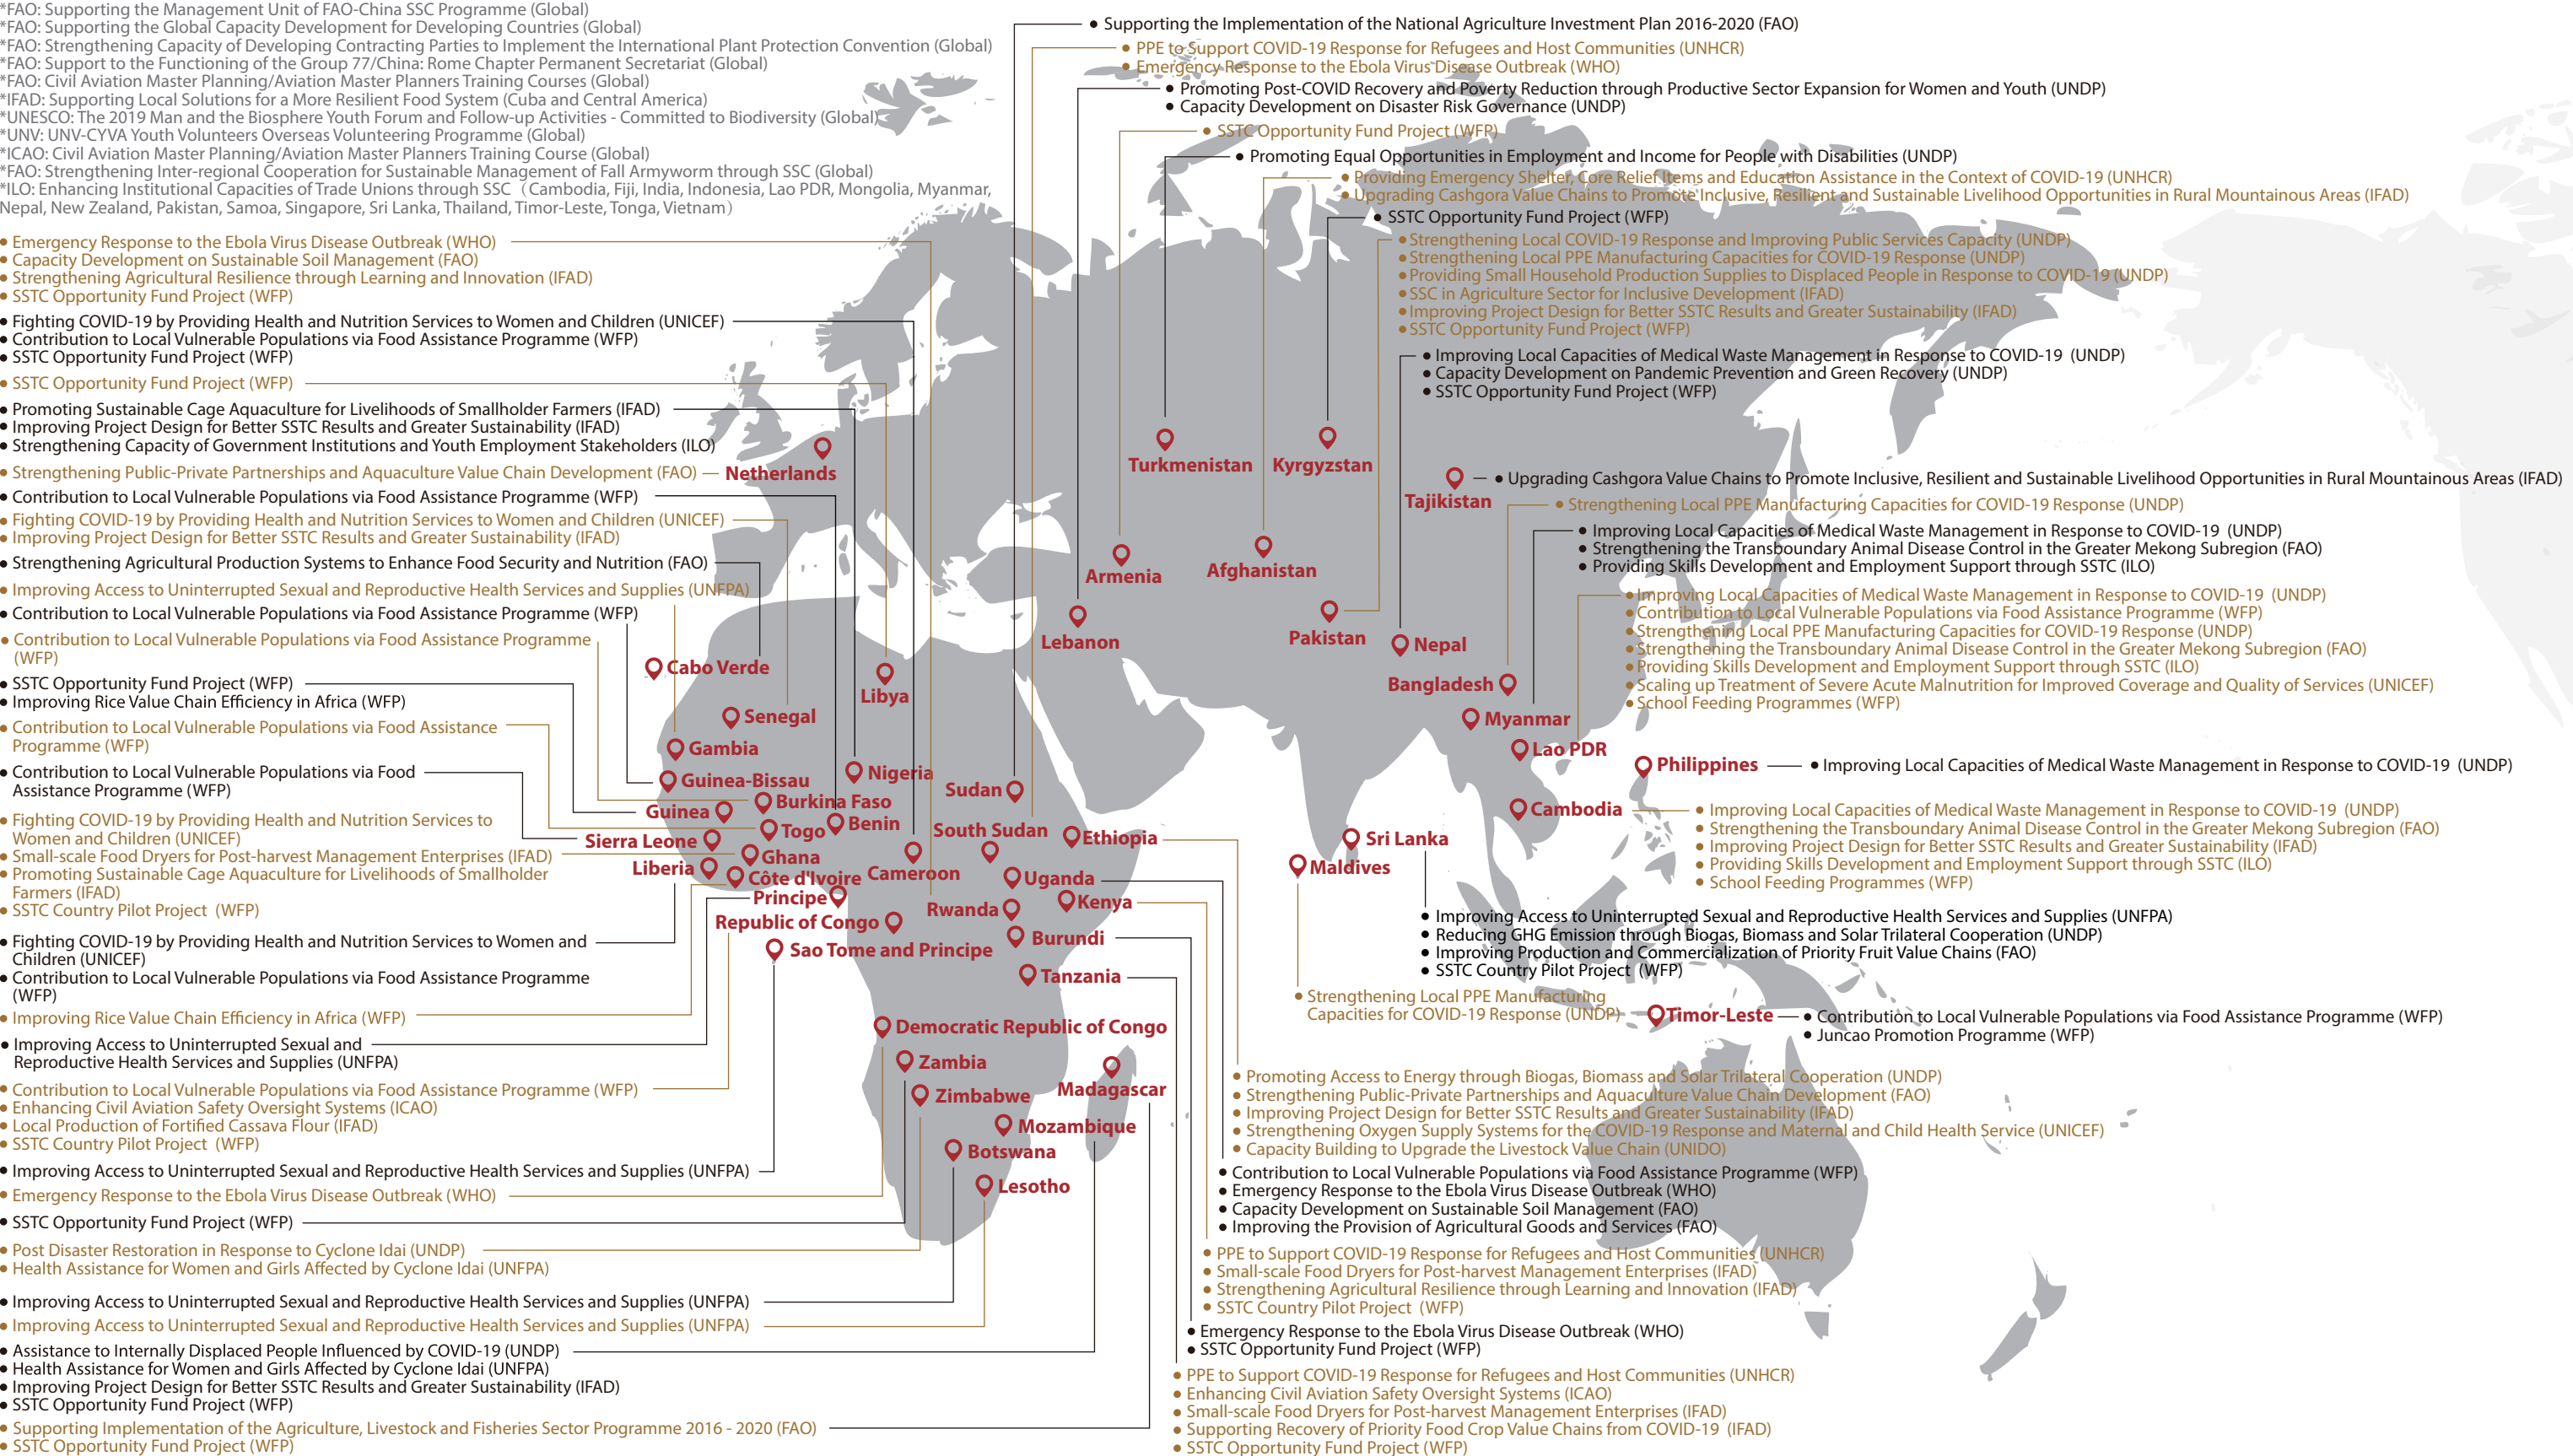 *FAO: Supporting the Management Unit of FAO-China SSC Programme (Global)
*FAO: Supporting the Global Capacity Development for Developing Countries (Global)
*FAO: Strengthening Capacity of Developing Contracting Parties to Implement the International Plant Protection Convention (Global)
*FAO: Support to the Functioning of the Group 77/China: Rome Chapter Permanent Secretariat (Global)
*FAO: Civil Aviation Master Planning/Aviation Master Planners Training Courses (Global)
*IFAD: Supporting Local Solutions for a More Resilient Food System (Cuba and Central America)
*UNESCO: The 2019 Man and the Biosphere Youth Forum and Follow-up Activities - Committed to Biodiversity (Global)
*UNV: UNV-CYVA Youth Volunteers Overseas Volunteering Programme (Global)
*ICAO: Civil Aviation Master Planning/Aviation Master Planners Training Course (Global)
*FAO: Strengthening Inter-regional Cooperation for Sustainable Management of Fall Armyworm through SSC (Global)
*ILO: Enhancing Institutional Capacities of Trade Unions through SSC（Cambodia, Fiji, India, Indonesia, Lao PDR, Mongolia, Myanmar,
Nepal, New Zealand, Pakistan, Samoa, Singapore, Sri Lanka, Thailand, Timor-Leste, Tonga, Vietnam）
• Emergency Response to the Ebola Virus Disease Outbreak (WHO)
• Capacity Development on Sustainable Soil Management (FAO)
• Strengthening Agricultural Resilience through Learning and Innovation (IFAD)
• SSTC Opportunity Fund Project (WFP)
• Fighting COVID-19 by Providing Health and Nutrition Services to Women and Children (UNICEF)
• Contribution to Local Vulnerable Populations via Food Assistance Programme (WFP)
• SSTC Opportunity Fund Project (WFP)
• SSTC Opportunity Fund Project (WFP)
• Promoting Sustainable Cage Aquaculture for Livelihoods of Smallholder Farmers (IFAD)
• Improving Project Design for Better SSTC Results and Greater Sustainability (IFAD)
• Strengthening Capacity of Government Institutions and Youth Employment Stakeholders (ILO)
• Strengthening Public-Private Partnerships and Aquaculture Value Chain Development (FAO)
• Contribution to Local Vulnerable Populations via Food Assistance Programme (WFP)
• Fighting COVID-19 by Providing Health and Nutrition Services to Women and Children (UNICEF)
• Improving Project Design for Better SSTC Results and Greater Sustainability (IFAD)
• Strengthening Agricultural Production Systems to Enhance Food Security and Nutrition (FAO)
• Improving Access to Uninterrupted Sexual and Reproductive Health Services and Supplies (UNFPA)
• Contribution to Local Vulnerable Populations via Food Assistance Programme (WFP)
• Contribution to Local Vulnerable Populations via Food Assistance Programme
(WFP)
• SSTC Opportunity Fund Project (WFP)
• Improving Rice Value Chain Efficiency in Africa (WFP)
• Contribution to Local Vulnerable Populations via Food Assistance
Programme (WFP)
• Contribution to Local Vulnerable Populations via Food
Assistance Programme (WFP)
• Fighting COVID-19 by Providing Health and Nutrition Services to
Women and Children (UNICEF)
• Small-scale Food Dryers for Post-harvest Management Enterprises (IFAD)
• Promoting Sustainable Cage Aquaculture for Livelihoods of Smallholder
Farmers (IFAD)
• SSTC Country Pilot Project (WFP)
• Fighting COVID-19 by Providing Health and Nutrition Services to Women and
Children (UNICEF)
• Contribution to Local Vulnerable Populations via Food Assistance Programme
(WFP)
• Improving Rice Value Chain Efficiency in Africa (WFP)
• Improving Access to Uninterrupted Sexual and
Reproductive Health Services and Supplies (UNFPA)
• Contribution to Local Vulnerable Populations via Food Assistance Programme (WFP)
• Enhancing Civil Aviation Safety Oversight Systems (ICAO)
• Local Production of Fortified Cassava Flour (IFAD)
• SSTC Country Pilot Project (WFP)
• Improving Access to Uninterrupted Sexual and Reproductive Health Services and Supplies (UNFPA)
• Emergency Response to the Ebola Virus Disease Outbreak (WHO)
• SSTC Opportunity Fund Project (WFP)
• Post Disaster Restoration in Response to Cyclone Idai (UNDP)
• Health Assistance for Women and Girls Affected by Cyclone Idai (UNFPA)
• Improving Access to Uninterrupted Sexual and Reproductive Health Services and Supplies (UNFPA)
• Improving Access to Uninterrupted Sexual and Reproductive Health Services and Supplies (UNFPA)
• Assistance to Internally Displaced People Influenced by COVID-19 (UNDP)
• Health Assistance for Women and Girls Affected by Cyclone Idai (UNFPA)
• Improving Project Design for Better SSTC Results and Greater Sustainability (IFAD)
• SSTC Opportunity Fund Project (WFP)
• Supporting Implementation of the Agriculture, Livestock and Fisheries Sector Programme 2016 - 2020 (FAO)
• SSTC Opportunity Fund Project (WFP)
• Supporting the Implementation of the National Agriculture Investment Plan 2016-2020 (FAO)
• PPE to Support COVID-19 Response for Refugees and Host Communities (UNHCR)
• Emergency Response to the Ebola Virus Disease Outbreak (WHO)
• Promoting Post-COVID Recovery and Poverty Reduction through Productive Sector Expansion for Women and Youth (UNDP)
• Capacity Development on Disaster Risk Governance (UNDP)
• SSTC Opportunity Fund Project (WFP)
• Promoting Equal Opportunities in Employment and Income for People with Disabilities (UNDP)
• Providing Emergency Shelter, Core Relief Items and Education Assistance in the Context of COVID-19 (UNHCR)
• Upgrading Cashgora Value Chains to Promote Inclusive, Resilient and Sustainable Livelihood Opportunities in Rural Mountainous Areas (IFAD)
• SSTC Opportunity Fund Project (WFP)
• Strengthening Local COVID-19 Response and Improving Public Services Capacity (UNDP)
• Strengthening Local PPE Manufacturing Capacities for COVID-19 Response (UNDP)
• Providing Small Household Production Supplies to Displaced People in Response to COVID-19 (UNDP)
• SSC in Agriculture Sector for Inclusive Development (IFAD)
• Improving Project Design for Better SSTC Results and Greater Sustainability (IFAD)
• SSTC Opportunity Fund Project (WFP)
• Improving Local Capacities of Medical Waste Management in Response to COVID-19 (UNDP)
• Capacity Development on Pandemic Prevention and Green Recovery (UNDP)
• SSTC Opportunity Fund Project (WFP)
Netherlands
Turkmenistan
Kyrgyzstan
Tajikistan
• Upgrading Cashgora Value Chains to Promote Inclusive, Resilient and Sustainable Livelihood Opportunities in Rural Mountainous Areas (IFAD)
• Strengthening Local PPE Manufacturing Capacities for COVID-19 Response (UNDP)
• Improving Local Capacities of Medical Waste Management in Response to COVID-19 (UNDP)
• Strengthening the Transboundary Animal Disease Control in the Greater Mekong Subregion (FAO)
• Providing Skills Development and Employment Support through SSTC (ILO)
• Improving Local Capacities of Medical Waste Management in Response to COVID-19 (UNDP)
• Contribution to Local Vulnerable Populations via Food Assistance Programme (WFP)
• Strengthening Local PPE Manufacturing Capacities for COVID-19 Response (UNDP)
• Strengthening the Transboundary Animal Disease Control in the Greater Mekong Subregion (FAO)
• Providing Skills Development and Employment Support through SSTC (ILO)
• Scaling up Treatment of Severe Acute Malnutrition for Improved Coverage and Quality of Services (UNICEF)
• School Feeding Programmes (WFP)
Armenia
Afghanistan
Lebanon
Pakistan
Nepal
Bangladesh
Myanmar
Lao PDR
Philippines
• Improving Local Capacities of Medical Waste Management in Response to COVID-19 (UNDP)
Cambodia
• Improving Local Capacities of Medical Waste Management in Response to COVID-19 (UNDP)
• Strengthening the Transboundary Animal Disease Control in the Greater Mekong Subregion (FAO)
• Improving Project Design for Better SSTC Results and Greater Sustainability (IFAD)
• Providing Skills Development and Employment Support through SSTC (ILO)
• School Feeding Programmes (WFP)
Sri Lanka
Maldives
• Improving Access to Uninterrupted Sexual and Reproductive Health Services and Supplies (UNFPA)
• Reducing GHG Emission through Biogas, Biomass and Solar Trilateral Cooperation (UNDP)
• Improving Production and Commercialization of Priority Fruit Value Chains (FAO)
• SSTC Country Pilot Project (WFP)
• Strengthening Local PPE Manufacturing
Capacities for COVID-19 Response (UNDP)
Timor-Leste
• Contribution to Local Vulnerable Populations via Food Assistance Programme (WFP)
• Juncao Promotion Programme (WFP)
Cabo Verde
Libya
Senegal
Gambia
Nigeria
Guinea-Bissau
Sudan
Burkina Faso
Guinea
Togo
Benin
South Sudan
Ethiopia
Sierra Leone
Ghana
Liberia
Côte d'Ivoire
Cameroon
Uganda
Principe
Rwanda
Kenya
Republic of Congo
Burundi
Sao Tome and Principe
Tanzania
Democratic Republic of Congo
Zambia
Madagascar
Zimbabwe
Mozambique
Botswana
Lesotho
• Promoting Access to Energy through Biogas, Biomass and Solar Trilateral Cooperation (UNDP)
• Strengthening Public-Private Partnerships and Aquaculture Value Chain Development (FAO)
• Improving Project Design for Better SSTC Results and Greater Sustainability (IFAD)
• Strengthening Oxygen Supply Systems for the COVID-19 Response and Maternal and Child Health Service (UNICEF)
• Capacity Building to Upgrade the Livestock Value Chain (UNIDO)
• Contribution to Local Vulnerable Populations via Food Assistance Programme (WFP)
• Emergency Response to the Ebola Virus Disease Outbreak (WHO)
• Capacity Development on Sustainable Soil Management (FAO)
• Improving the Provision of Agricultural Goods and Services (FAO)
• PPE to Support COVID-19 Response for Refugees and Host Communities (UNHCR)
• Small-scale Food Dryers for Post-harvest Management Enterprises (IFAD)
• Strengthening Agricultural Resilience through Learning and Innovation (IFAD)
• SSTC Country Pilot Project (WFP)
• Emergency Response to the Ebola Virus Disease Outbreak (WHO)
• SSTC Opportunity Fund Project (WFP)
• PPE to Support COVID-19 Response for Refugees and Host Communities (UNHCR)
• Enhancing Civil Aviation Safety Oversight Systems (ICAO)
• Small-scale Food Dryers for Post-harvest Management Enterprises (IFAD)
• Supporting Recovery of Priority Food Crop Value Chains from COVID-19 (IFAD)
• SSTC Opportunity Fund Project (WFP)